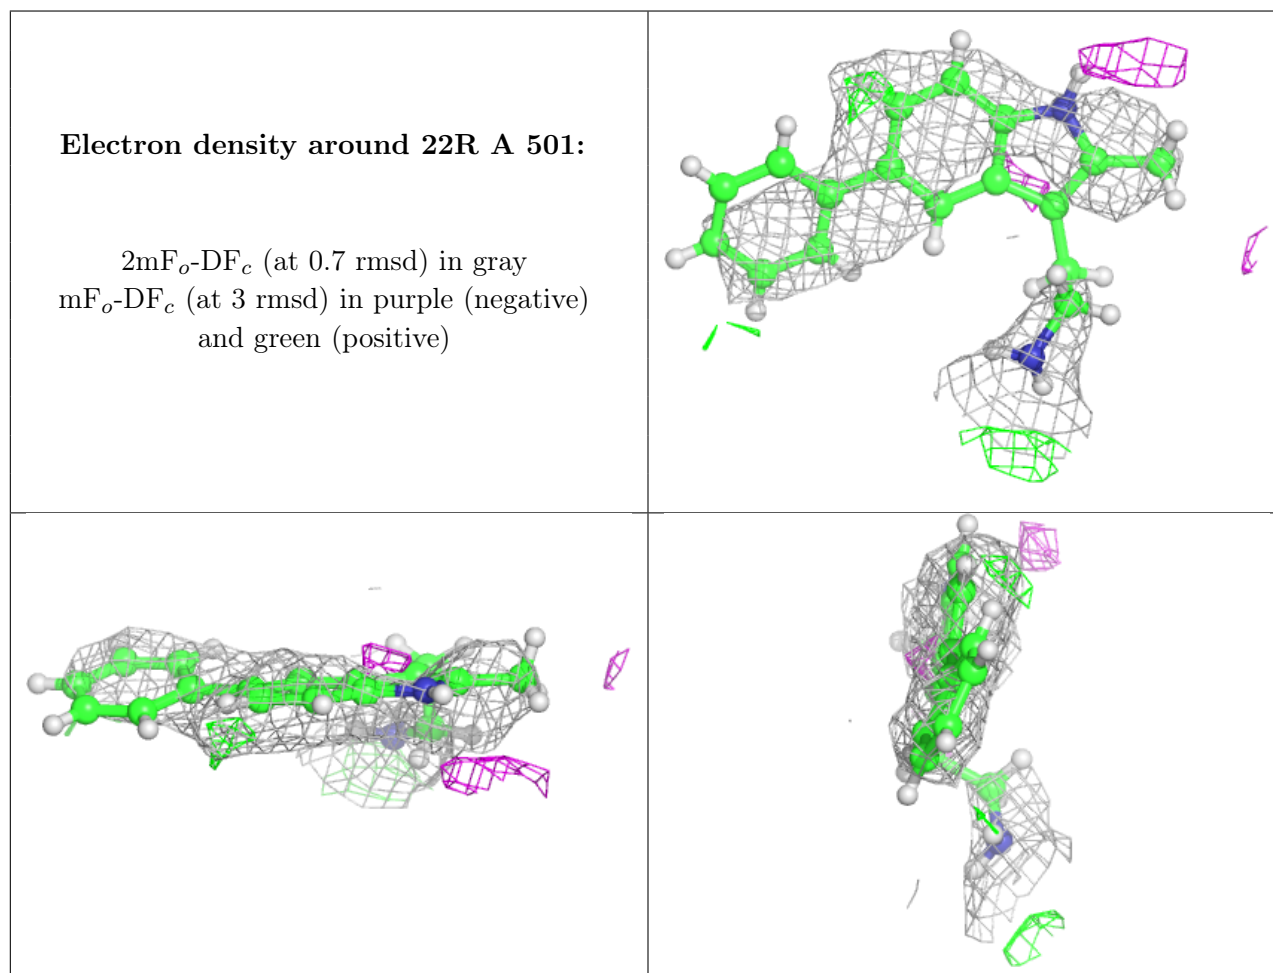 Electron density around 22R A 501:
2mFo-DFc (at 0.7 rmsd) in gray
mFo-DFc (at 3 rmsd) in purple (negative)
and green (positive)